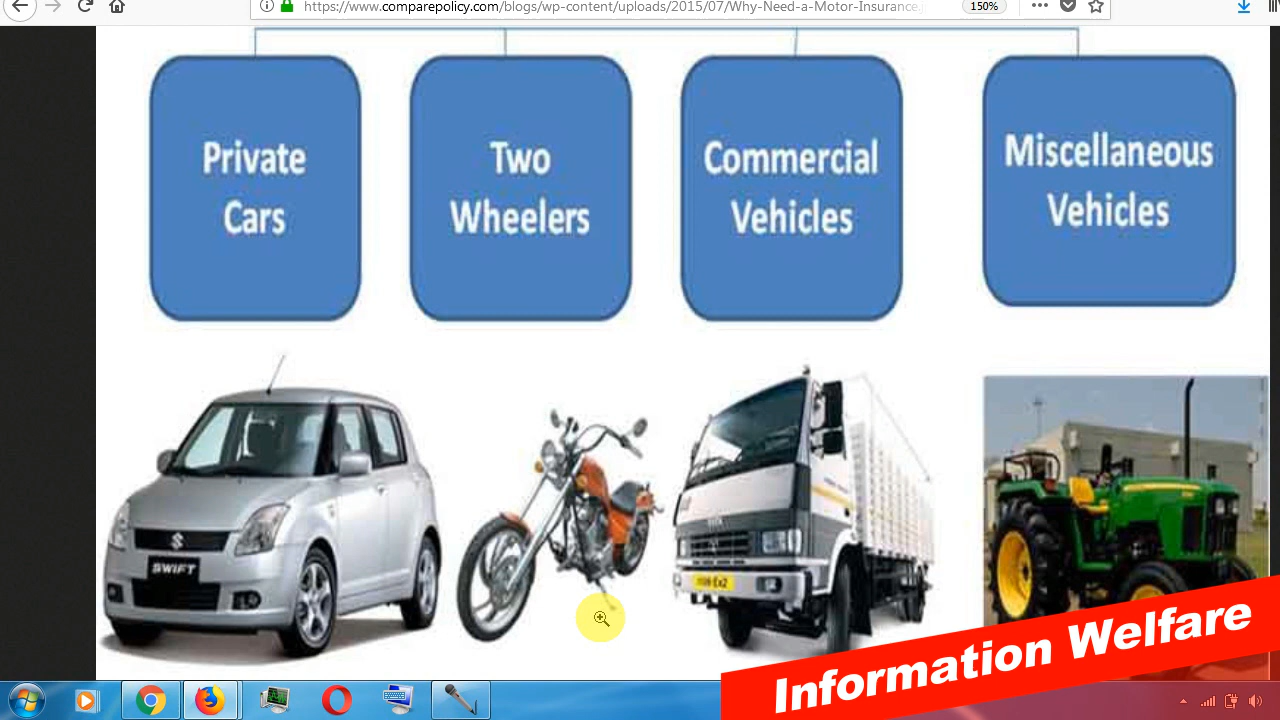 https://www.comparepolicy.com/blogs/wp-content/uploads/2015/07/Why-Need-a-Motor-Insurance.j
150%
Private
Cars
Two
Wheelers
Commercial
Vehicles
Miscellaneous
Vehicles
SWIFT
Information Welfare